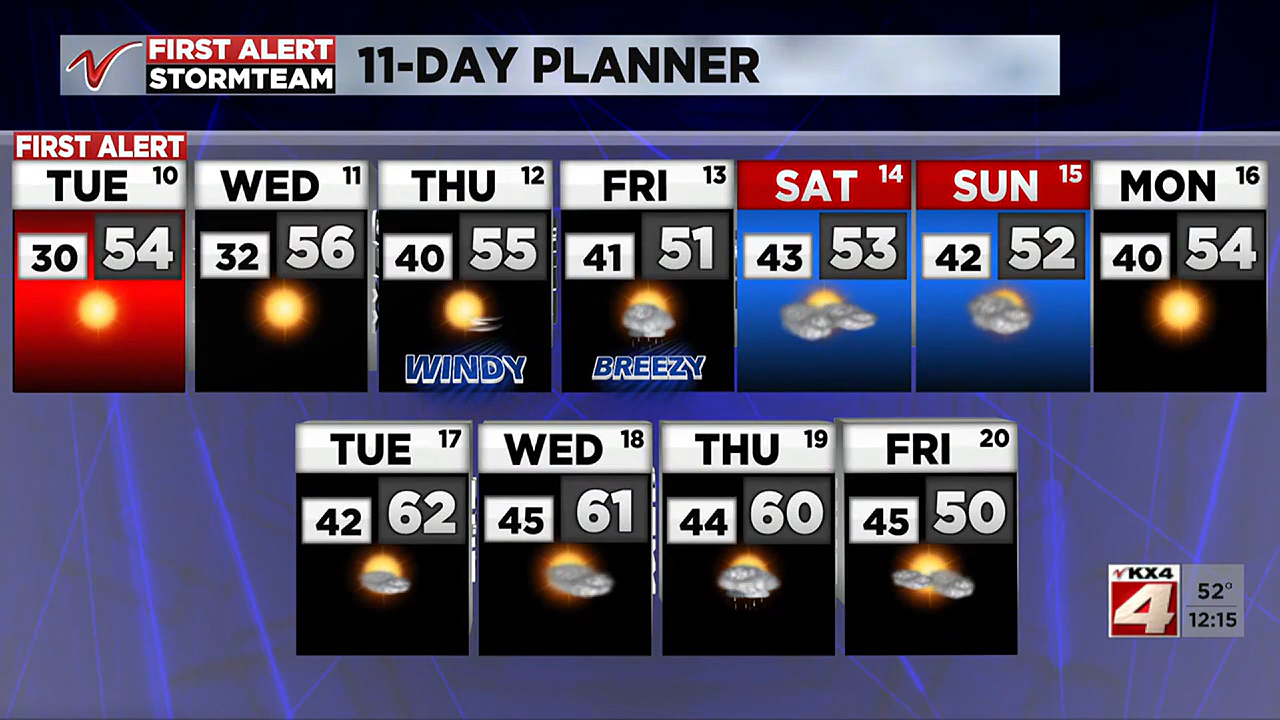 FIRST ALERT
STORMTEAM
11-DAY PLANNER
FIRST ALERT
TUE 10
30 54
WED 11
32 56
THU 12
40 55
WINDY
FRI 13
41 51
BREEZY
SAT 14
43 53
SUN 15
42 52
MON 16
40 54
TUE 17
42 62
WED 18
45 61
THU 19
44 60
FRI 20
45 50
KX4
4
52°
12:15